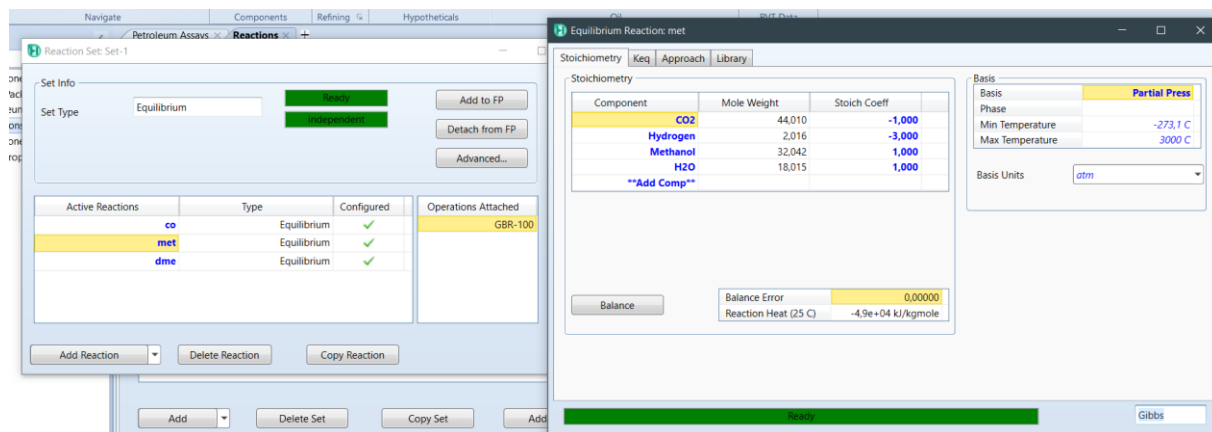 Navigate Components Refining Hypotheticals
Petroleum Assays × Reactions × +
Reaction Set: Set-1
Set Info
Set Type Equilibrium
Ready
Independent
Add to FP
Detach from FP
Advanced...
Active Reactions Type Configured
co Equilibrium
met Equilibrium
dme Equilibrium
Operations Attached
GBR-100
Add Reaction Delete Reaction Copy Reaction
Add Delete Set Copy Set Add
Equilibrium Reaction: met
Stoichiometry Keq Approach Library
Stoichiometry
Component Mole Weight Stoich Coeff
CO2 44,010 -1,000
Hydrogen 2,016 -3,000
Methanol 32,042 1,000
H2O 18,015 1,000
**Add Comp**
Balance
Balance Error 0,00000
Reaction Heat (25 C) -4,9e+04 kJ/kgmole
Basis
Basis Partial Press
Phase
Min Temperature -273,1 C
Max Temperature 3000 C
Basis Units atm
Ready
Gibbs